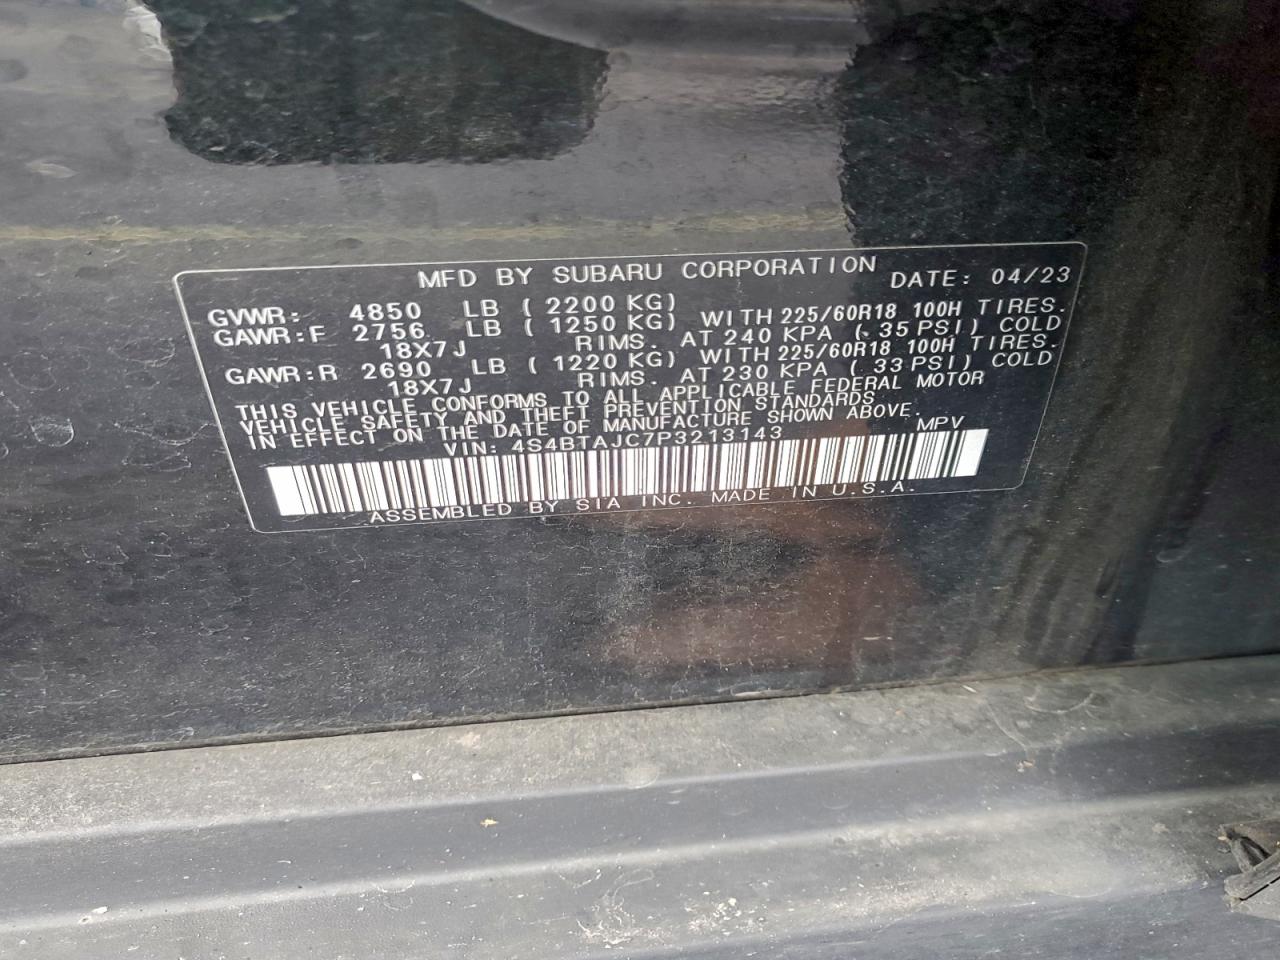 MFD BY SUBARU CORPORATION DATE: 04/23
GVWR: 4850 LB ( 2200 KG)
GAWR:F 2756 LB ( 1250 KG) WITH 225/60R18 100H TIRES.
18X7J RIMS. AT 240 KPA ( 35 PSI) COLD
GAWR:R 2690 LB ( 1220 KG) WITH 225/60R18 100H TIRES.
18X7J RIMS. AT 230 KPA ( 33 PSI) COLD
THIS VEHICLE CONFORMS TO ALL APPLICABLE FEDERAL MOTOR
VEHICLE SAFETY AND THEFT PREVENTION STANDARDS
IN EFFECT ON THE DATE OF MANUFACTURE SHOWN ABOVE.
VIN: 4S4BTAJC7P3213143 MPV
ASSEMBLED BY SIA INC. MADE IN U.S.A.